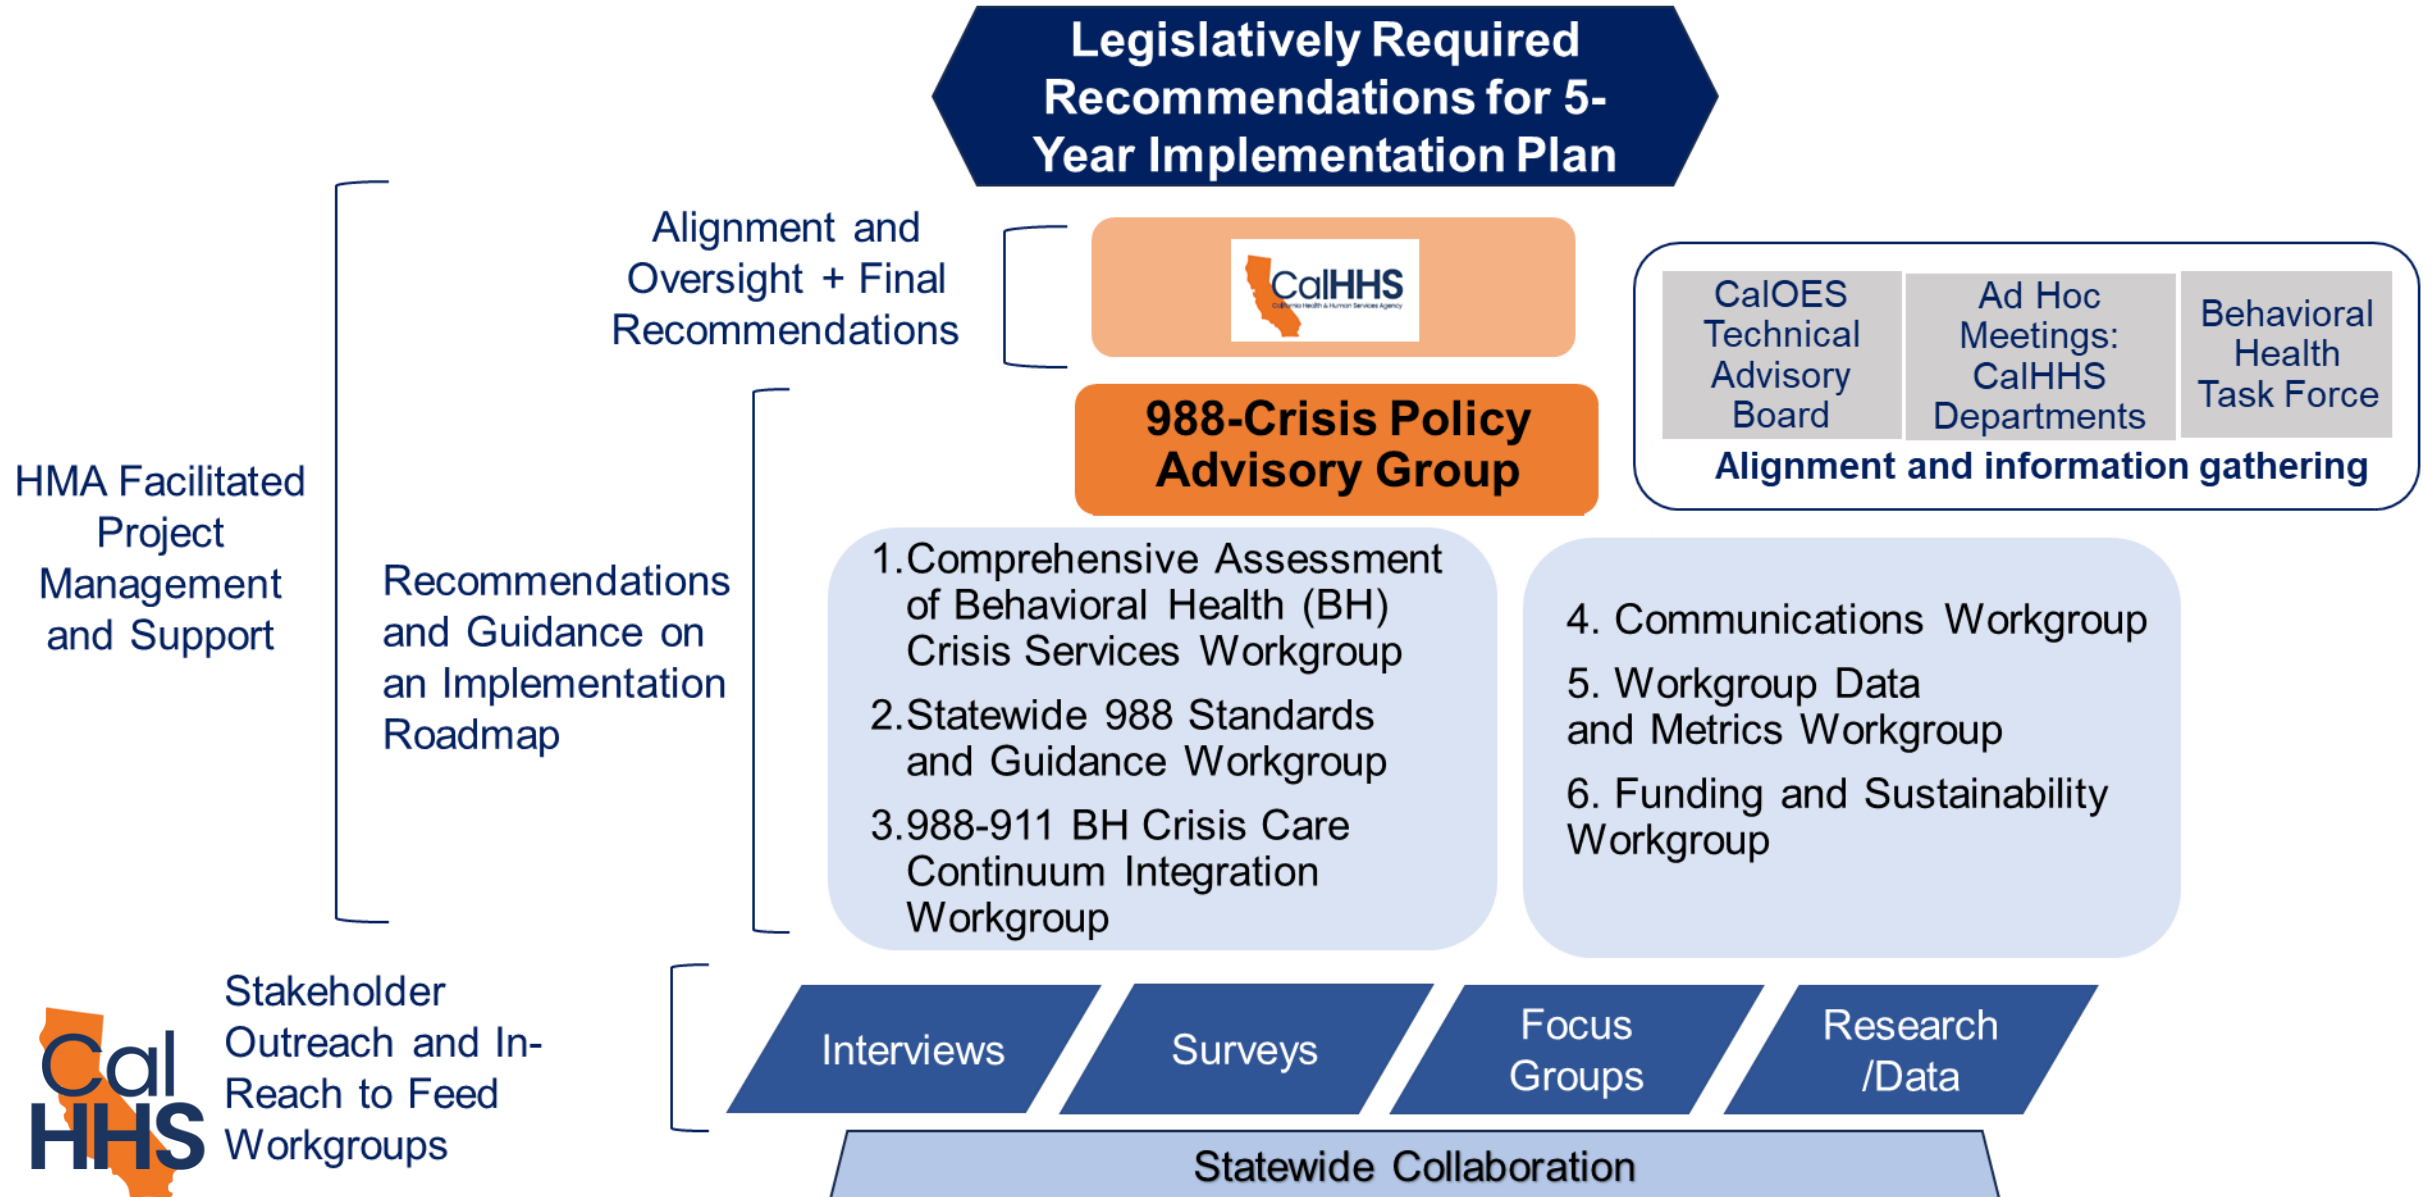 Legislatively Required
Recommendations for 5-
Year Implementation Plan
Alignment and
Oversight + Final
Recommendations
CalHHS
California Health & Human Services Agency
CalOES
Technical
Advisory
Board
Ad Hoc
Meetings:
CalHHS
Departments
Behavioral
Health
Task Force
Alignment and information gathering
988-Crisis Policy
Advisory Group
HMA Facilitated
Project
Management
and Support
Recommendations
and Guidance on
an Implementation
Roadmap
1.Comprehensive Assessment
of Behavioral Health (BH)
Crisis Services Workgroup
2.Statewide 988 Standards
and Guidance Workgroup
3.988-911 BH Crisis Care
Continuum Integration
Workgroup
4. Communications Workgroup
5. Workgroup Data
and Metrics Workgroup
6. Funding and Sustainability
Workgroup
Stakeholder
Outreach and In-
Reach to Feed
Workgroups
Interviews
Surveys
Focus
Groups
Research
/Data
Statewide Collaboration
Cal
HHS